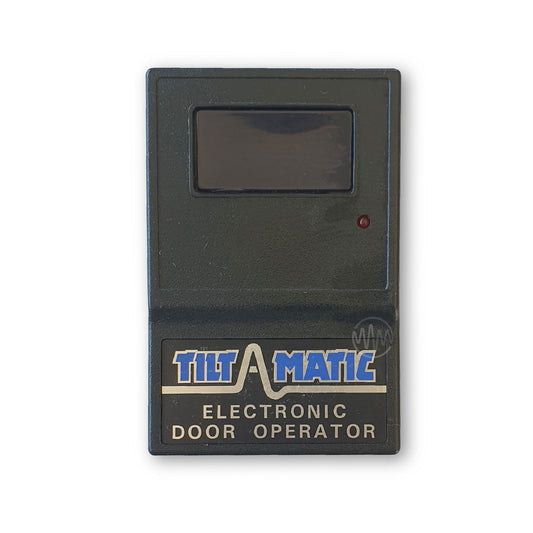 TILT A MATIC
ELECTRONIC
DOOR OPERATOR